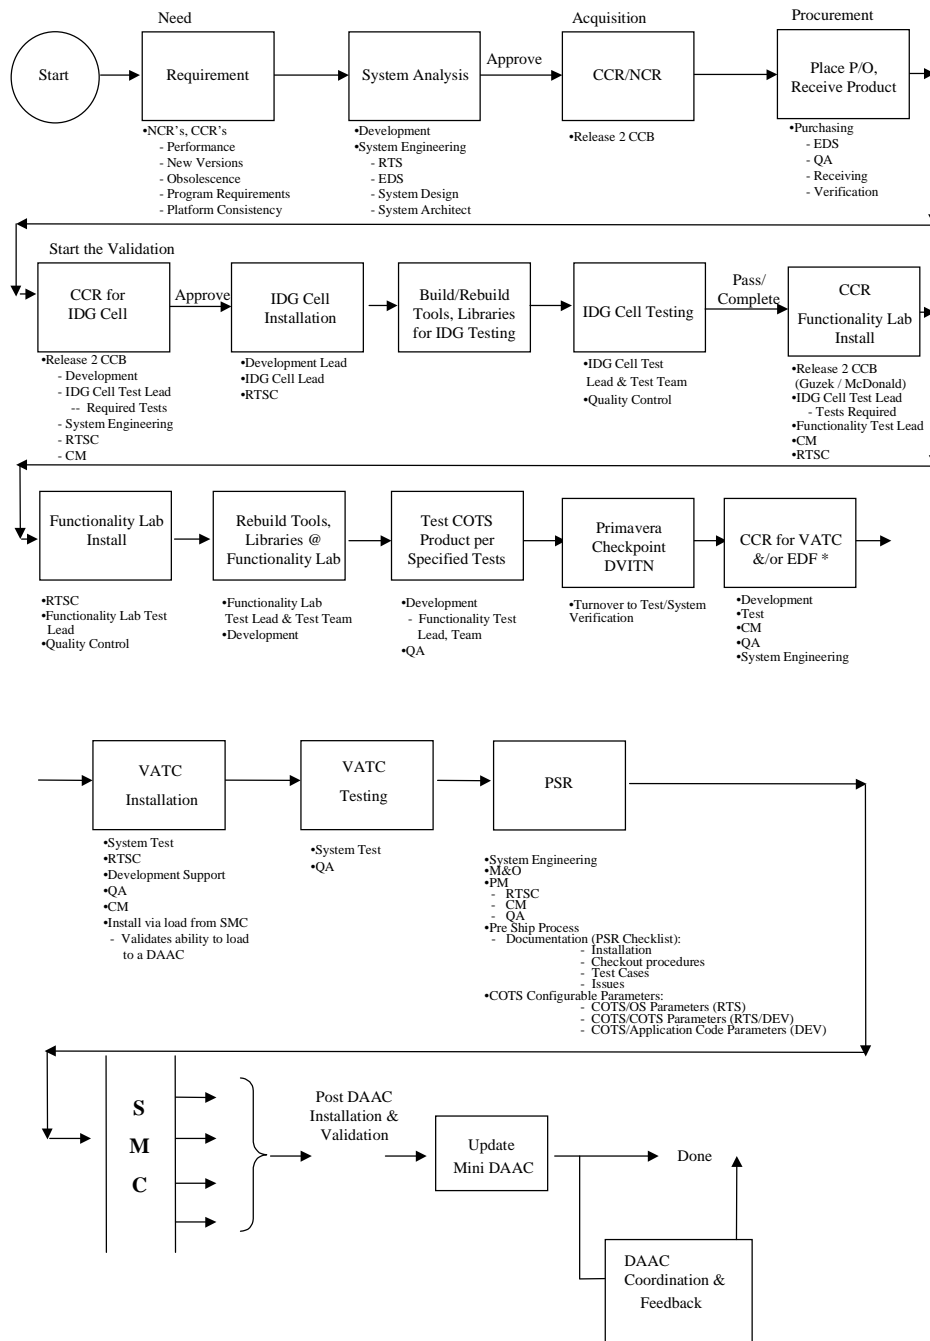 Need
Acquisition
Procurement
Start
Requirement
System Analysis
Approve
CCR/NCR
Place P/O,
Receive Product
•NCR's, CCR's
- Performance
- New Versions
- Obsolescence
- Program Requirements
- Platform Consistency
•Development
•System Engineering
- RTS
- EDS
- System Design
- System Architect
•Release 2 CCB
•Purchasing
- EDS
- QA
- Receiving
- Verification
Start the Validation
CCR for
IDG Cell
Approve
IDG Cell
Installation
Build/Rebuild
Tools, Libraries
for IDG Testing
IDG Cell Testing
Pass/
Complete
CCR
Functionality Lab
Install
•Release 2 CCB
- Development
- IDG Cell Test Lead
-- Required Tests
- System Engineering
- RTSC
- CM
•Development Lead
•IDG Cell Lead
•RTSC
•IDG Cell Test
Lead & Test Team
•Quality Control
•Release 2 CCB
(Guzek / McDonald)
•IDG Cell Test Lead
- Tests Required
•Functionality Test Lead
•CM
•RTSC
Functionality Lab
Install
Rebuild Tools,
Libraries @
Functionality Lab
Test COTS
Product per
Specified Tests
Primavera
Checkpoint
DVITN
CCR for VATC
&/or EDF *
•RTSC
•Functionality Lab Test
Lead
•Quality Control
•Functionality Lab
Test Lead & Test Team
•Development
•Development
- Functionality Test
Lead, Team
•QA
•Turnover to Test/System
Verification
•Development
•Test
•CM
•QA
•System Engineering
VATC
Installation
VATC
Testing
PSR
•System Test
•RTSC
•Development Support
•QA
•CM
•Install via load from SMC
- Validates ability to load
to a DAAC
•System Test
•QA
•System Engineering
•M&O
•PM
- RTSC
- CM
- QA
•Pre Ship Process
- Documentation (PSR Checklist):
- Installation
- Checkout procedures
- Test Cases
- Issues
•COTS Configurable Parameters:
- COTS/OS Parameters (RTS)
- COTS/COTS Parameters (RTS/DEV)
- COTS/Application Code Parameters (DEV)
S
M
C
Post DAAC
Installation &
Validation
Update
Mini DAAC
Done
DAAC
Coordination &
Feedback